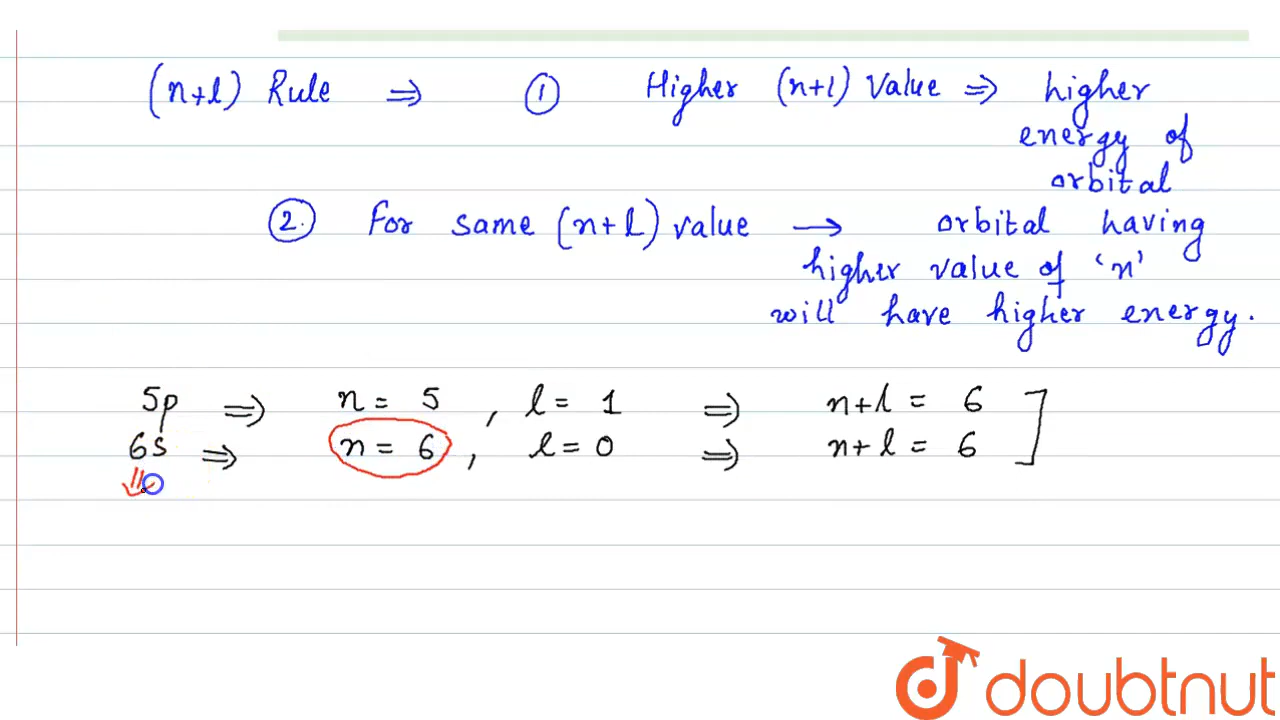 (n+l) Rule ⇒ ① Higher (n+l) Value ⇒ higher
energy of
orbital
② For same (n+l) value → orbital having
higher value of 'n'
will have higher energy.
5p ⇒ n = 5 , l = 1 ⇒ n+l = 6
6s ⇒ n = 6 , l = 0 ⇒ n+l = 6
doubtnut